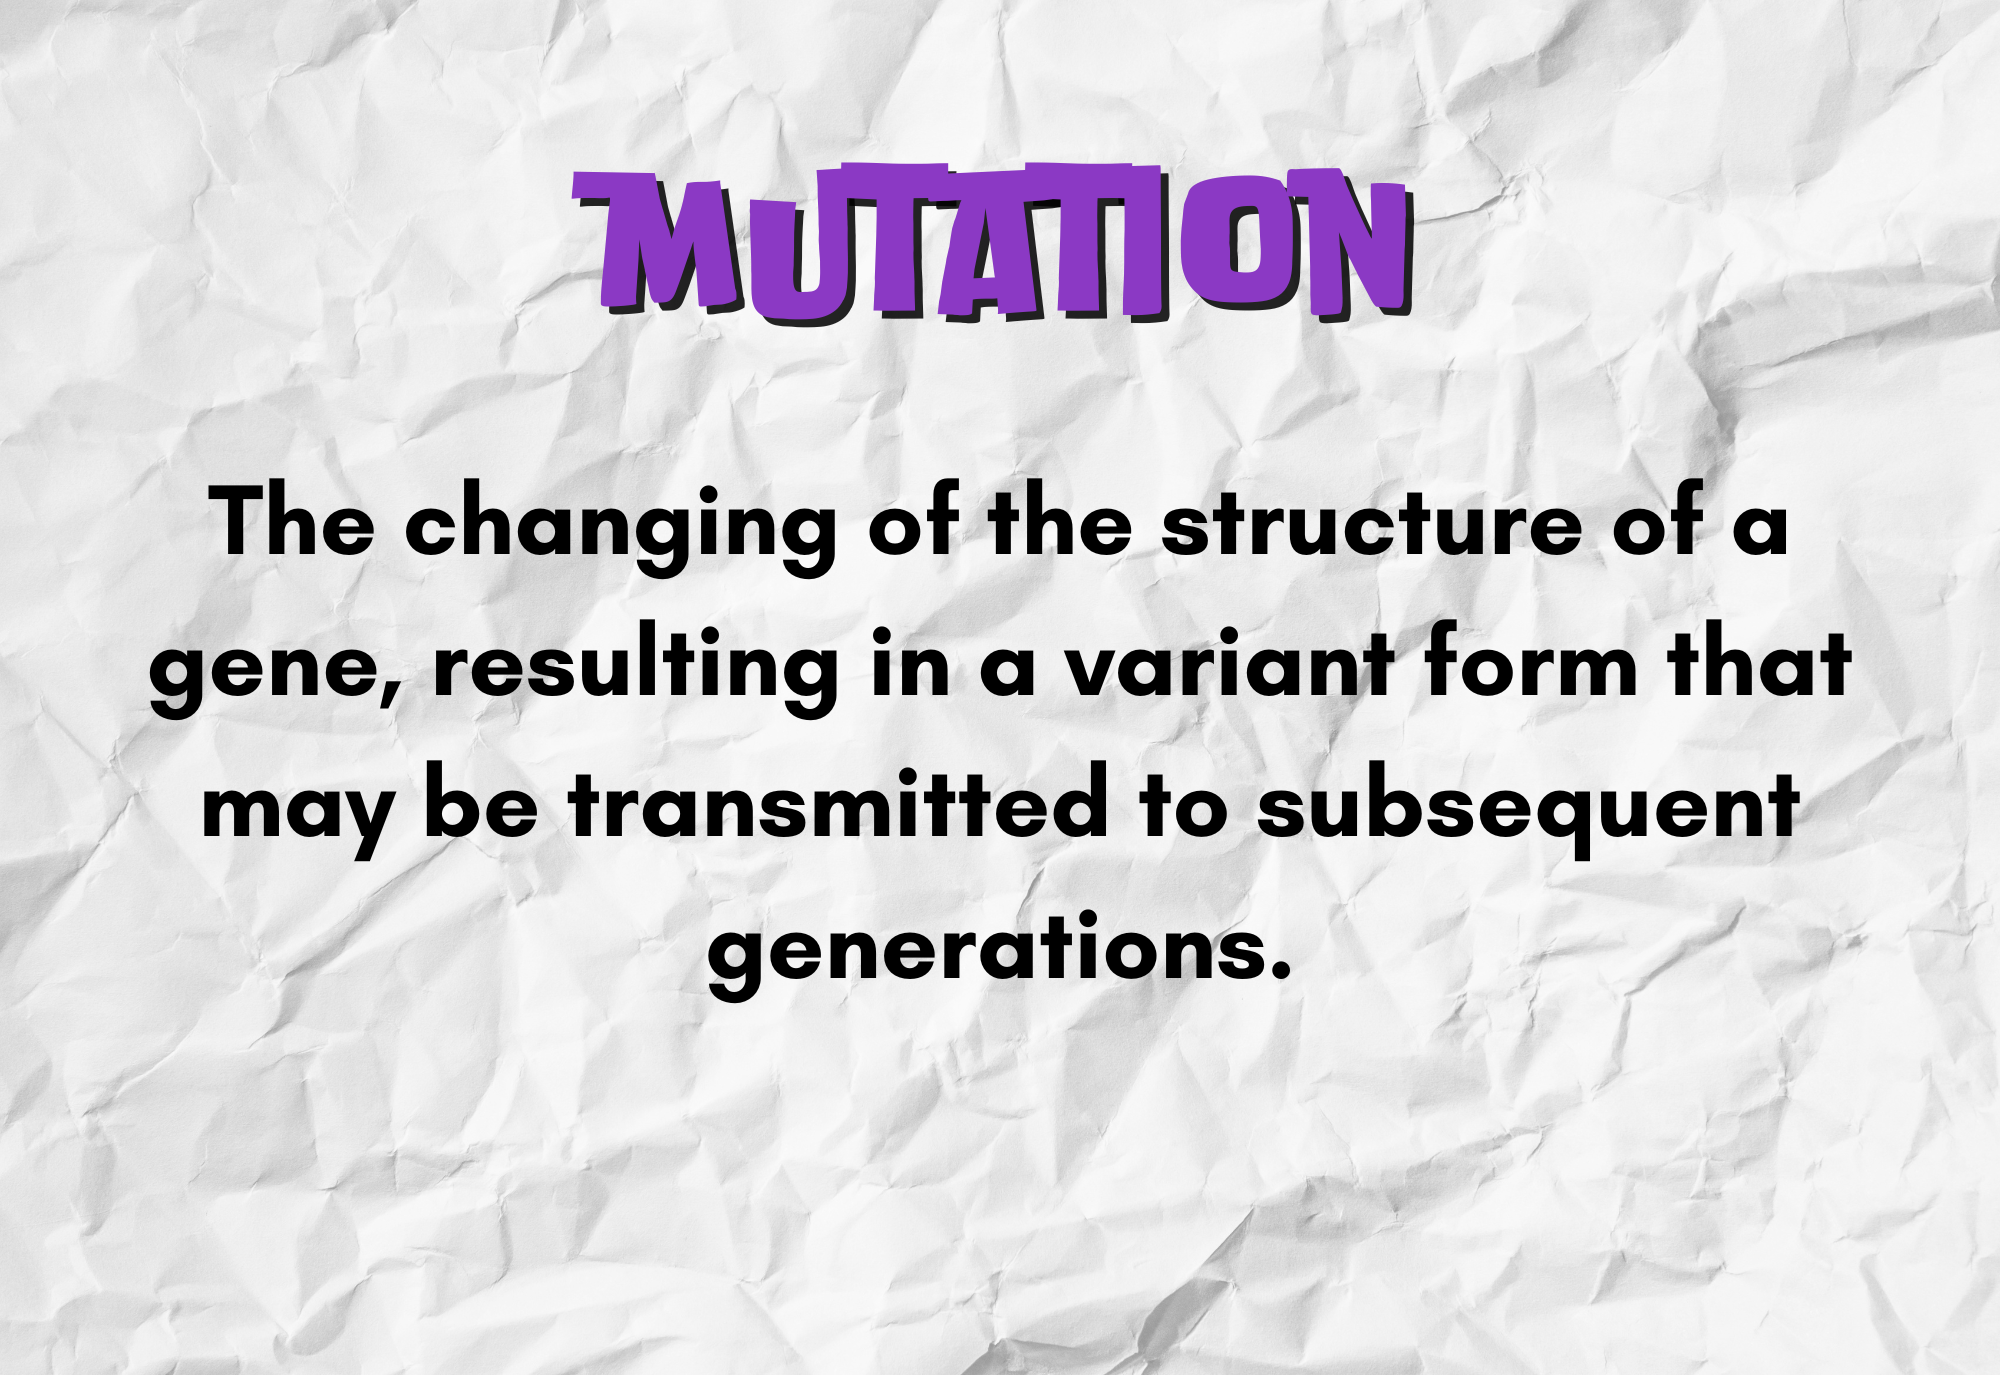 MUTATION
The changing of the structure of a
gene, resulting in a variant form that
may be transmitted to subsequent
generations.